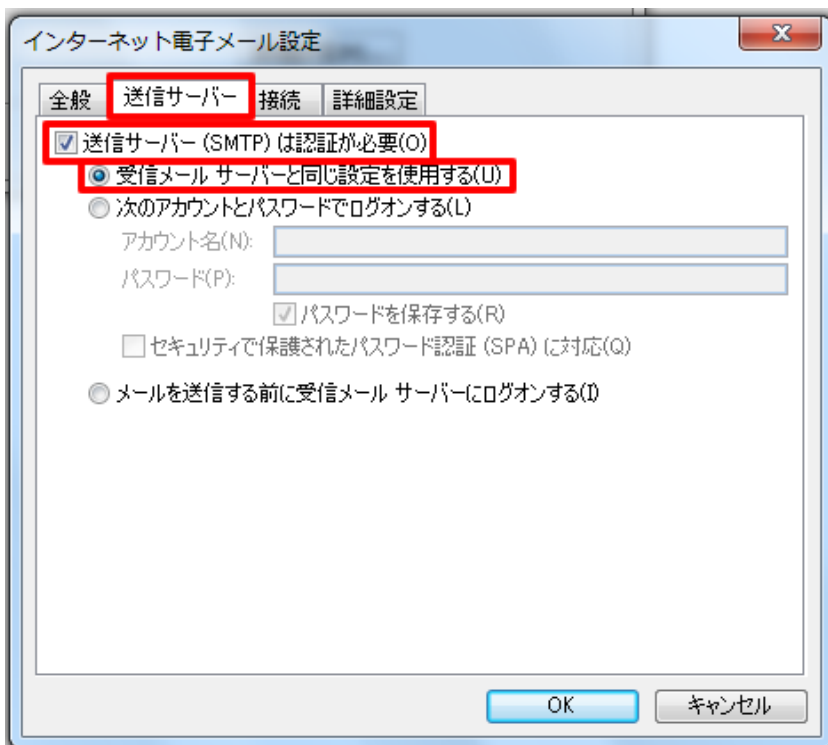 インターネット電子メール設定
全般 送信サーバー 接続 詳細設定
送信サーバー (SMTP) は認証が必要(O)
受信メール サーバーと同じ設定を使用する(U)
次のアカウントとパスワードでログオンする(L)
アカウント名(N):
パスワード(P):
パスワードを保存する(R)
セキュリティで保護されたパスワード認証 (SPA) に対応(Q)
メールを送信する前に受信メール サーバーにログオンする(I)
OK キャンセル